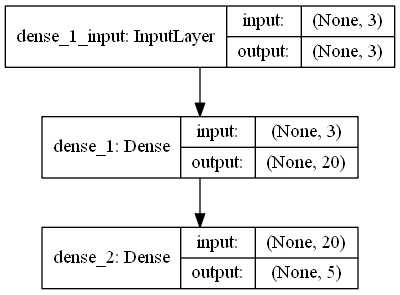 dense_1_input: InputLayer input: (None, 3)
output: (None, 3)
dense_1: Dense input: (None, 3)
output: (None, 20)
dense_2: Dense input: (None, 20)
output: (None, 5)